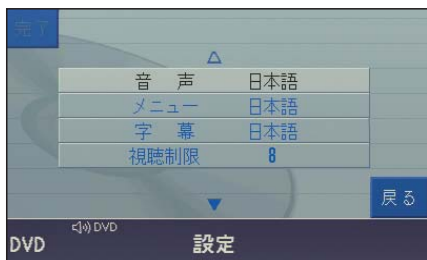 完了
音 声 日本語
メニュー 日本語
字 幕 日本語
視聴制限 8
戻る
DVD
DVD 設定